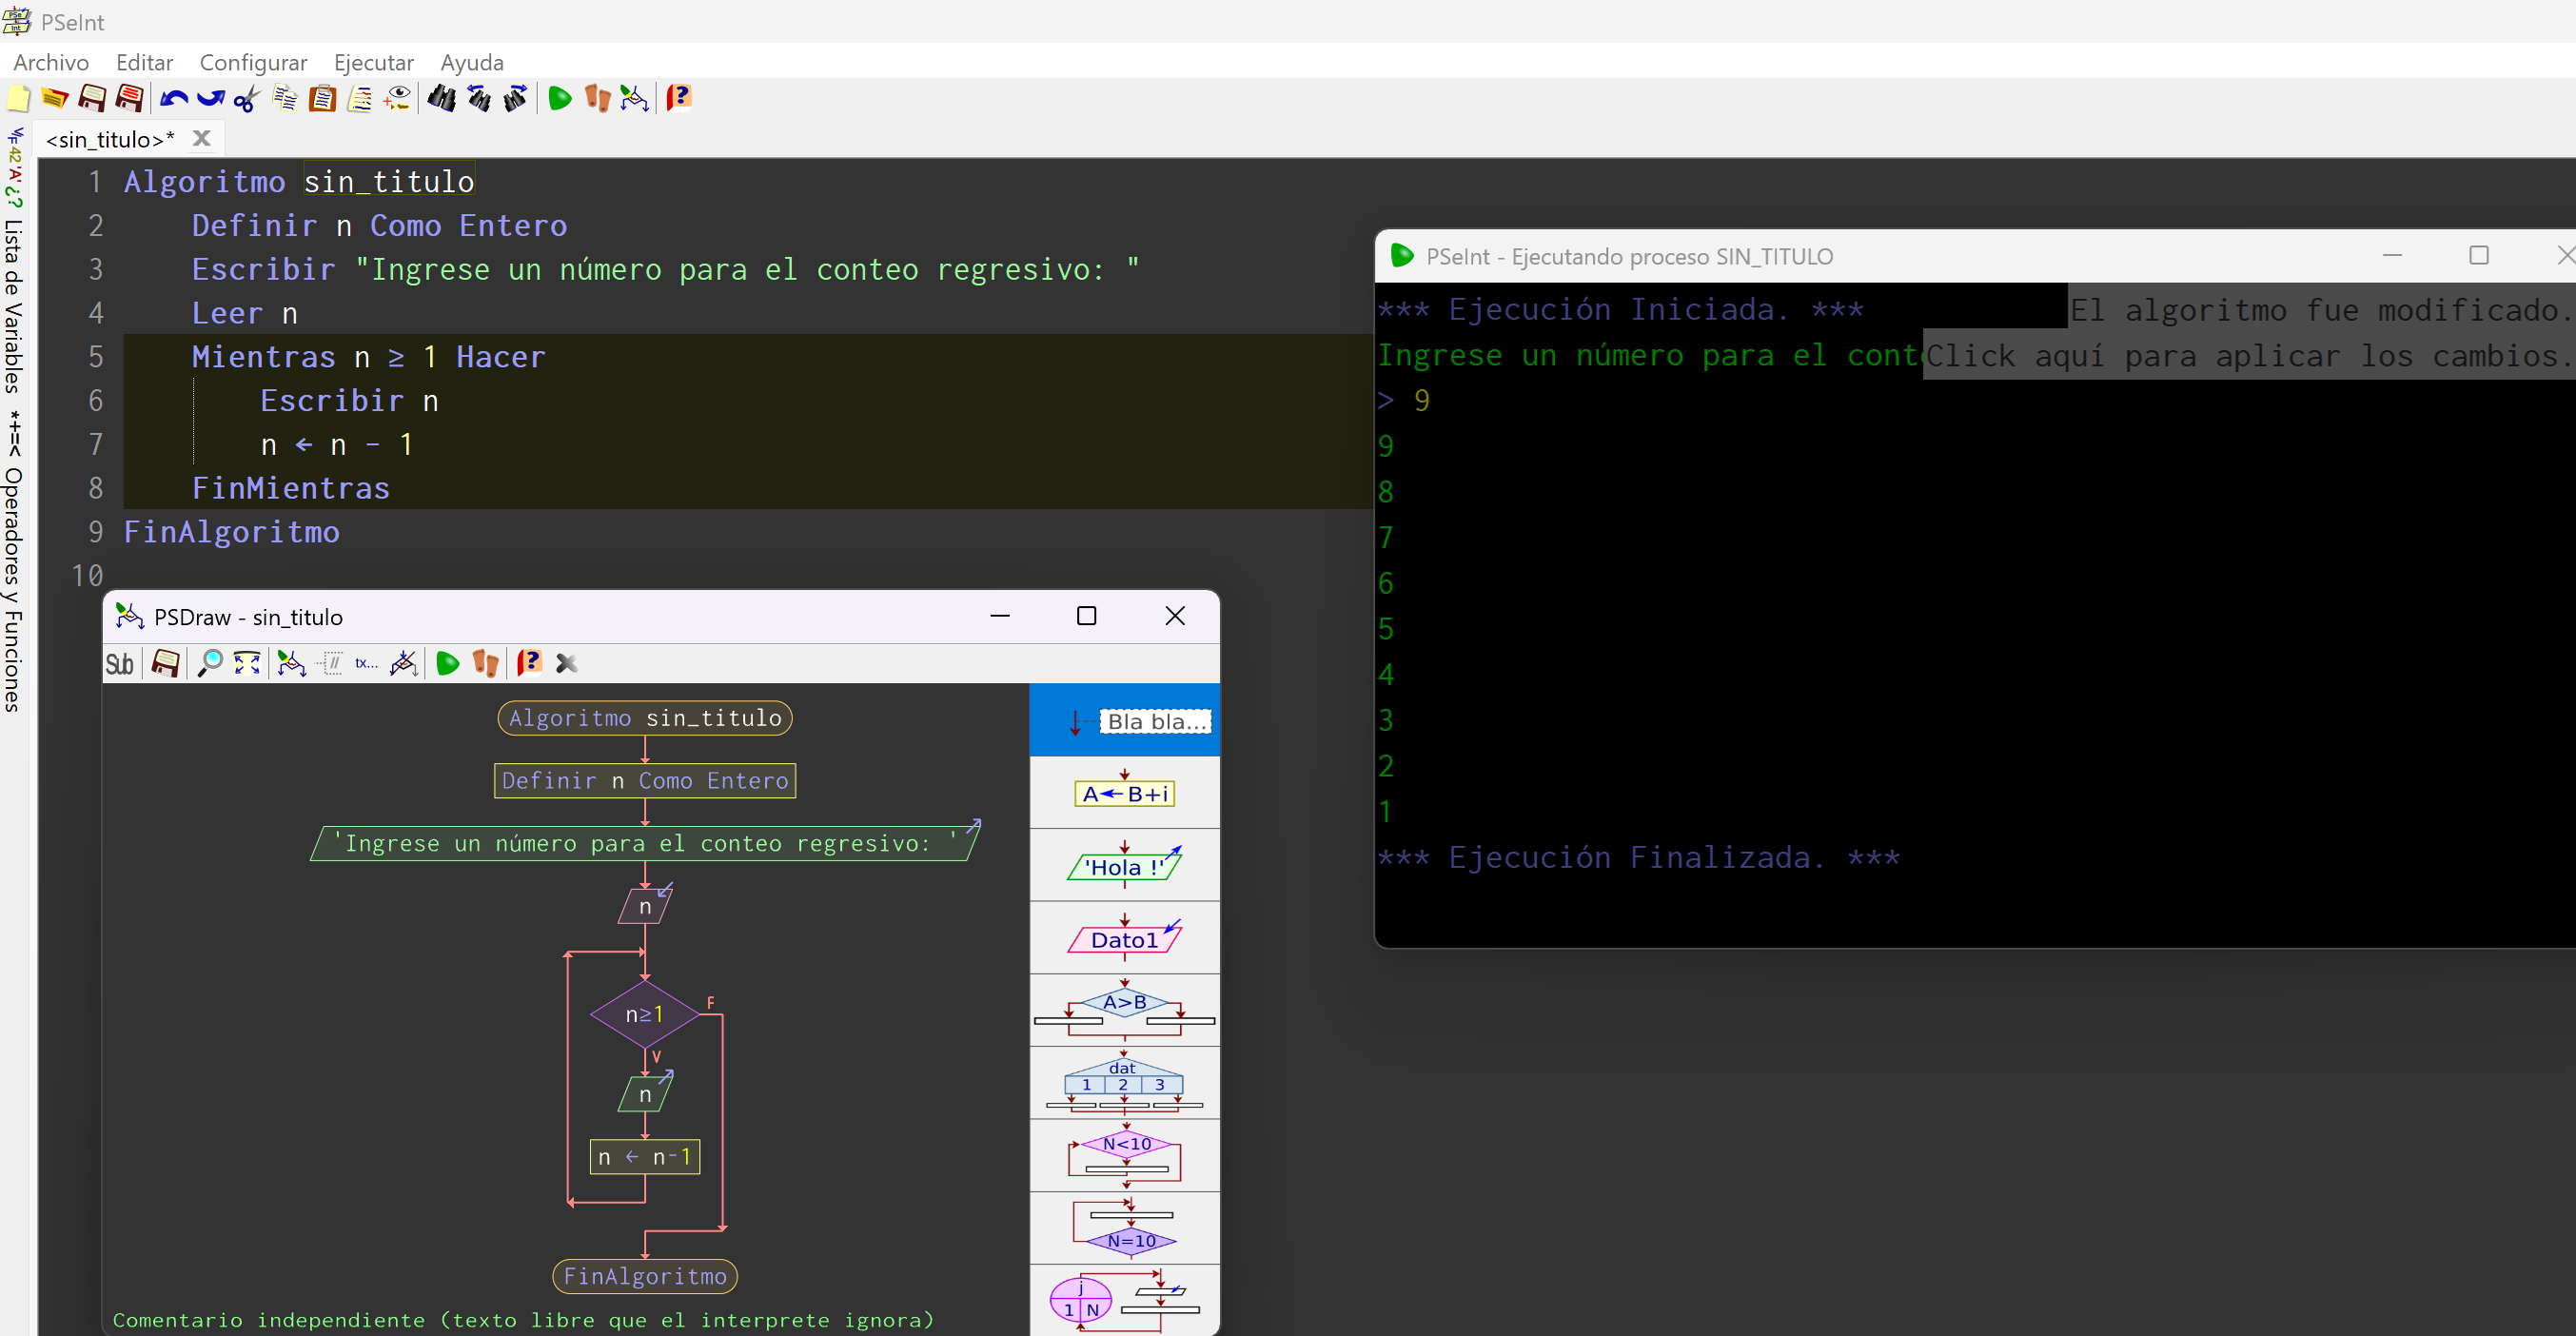 PSeInt
Archivo Editar Configurar Ejecutar Ayuda
<sin_titulo>*
Lista de Variables
*+=< Operadores y Funciones
1 Algoritmo sin_titulo
2 Definir n Como Entero
3 Escribir "Ingrese un número para el conteo regresivo: "
4 Leer n
5 Mientras n ≥ 1 Hacer
6 Escribir n
7 n ← n - 1
8 FinMientras
9 FinAlgoritmo
10
PSeInt - Ejecutando proceso SIN_TITULO
*** Ejecución Iniciada. *** El algoritmo fue modificado.
Ingrese un número para el cont Click aquí para aplicar los cambios.
> 9
9
8
7
6
5
4
3
2
1
*** Ejecución Finalizada. ***
PSDraw - sin_titulo
Sub tx...
Algoritmo sin_titulo
Definir n Como Entero
'Ingrese un número para el conteo regresivo: '
n
n≥1
F
V
n
n ← n-1
FinAlgoritmo
Comentario independiente (texto libre que el interprete ignora)
Bla bla...
A←B+i
'Hola !'
Dato1
A>B
dat
1 2 3
N<10
N=10
j
1 N